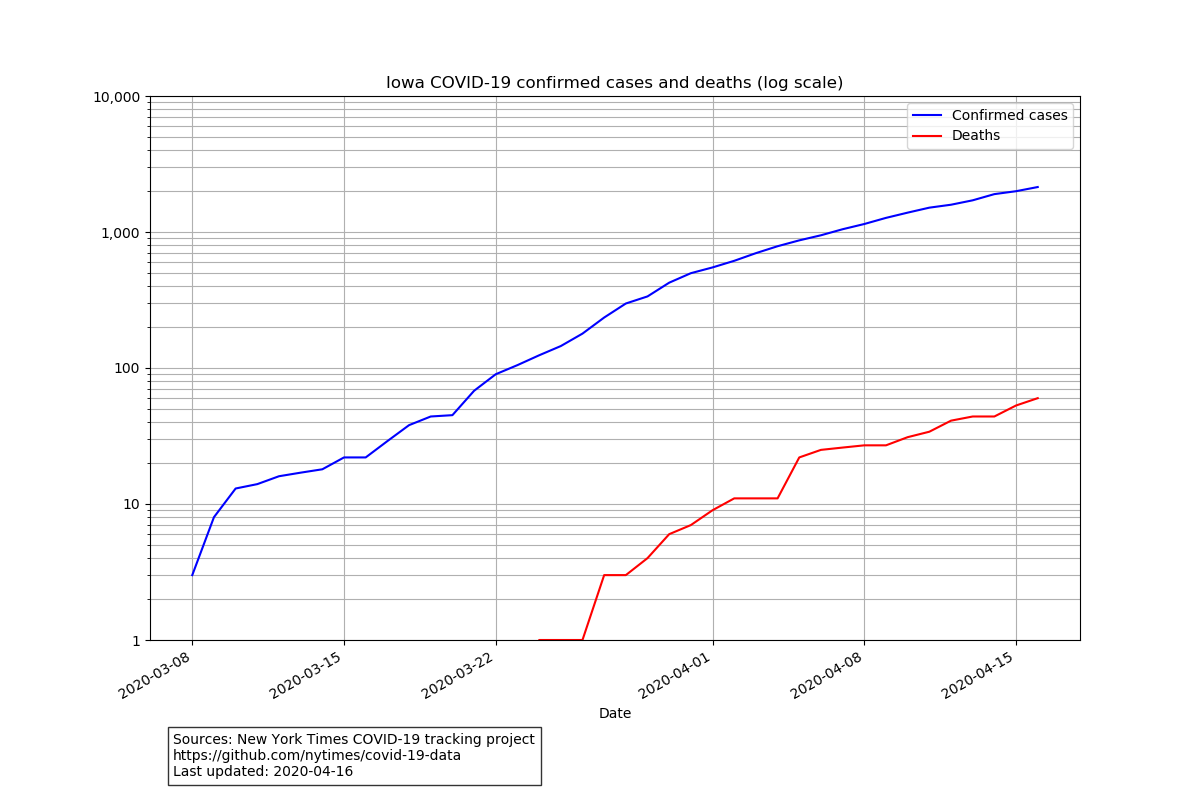 Iowa COVID-19 confirmed cases and deaths (log scale)
10,000
1,000
100
10
1
Confirmed cases
Deaths
2020-03-08
2020-03-15
2020-03-22
2020-04-01
2020-04-08
2020-04-15
Date
Sources: New York Times COVID-19 tracking project
https://github.com/nytimes/covid-19-data
Last updated: 2020-04-16